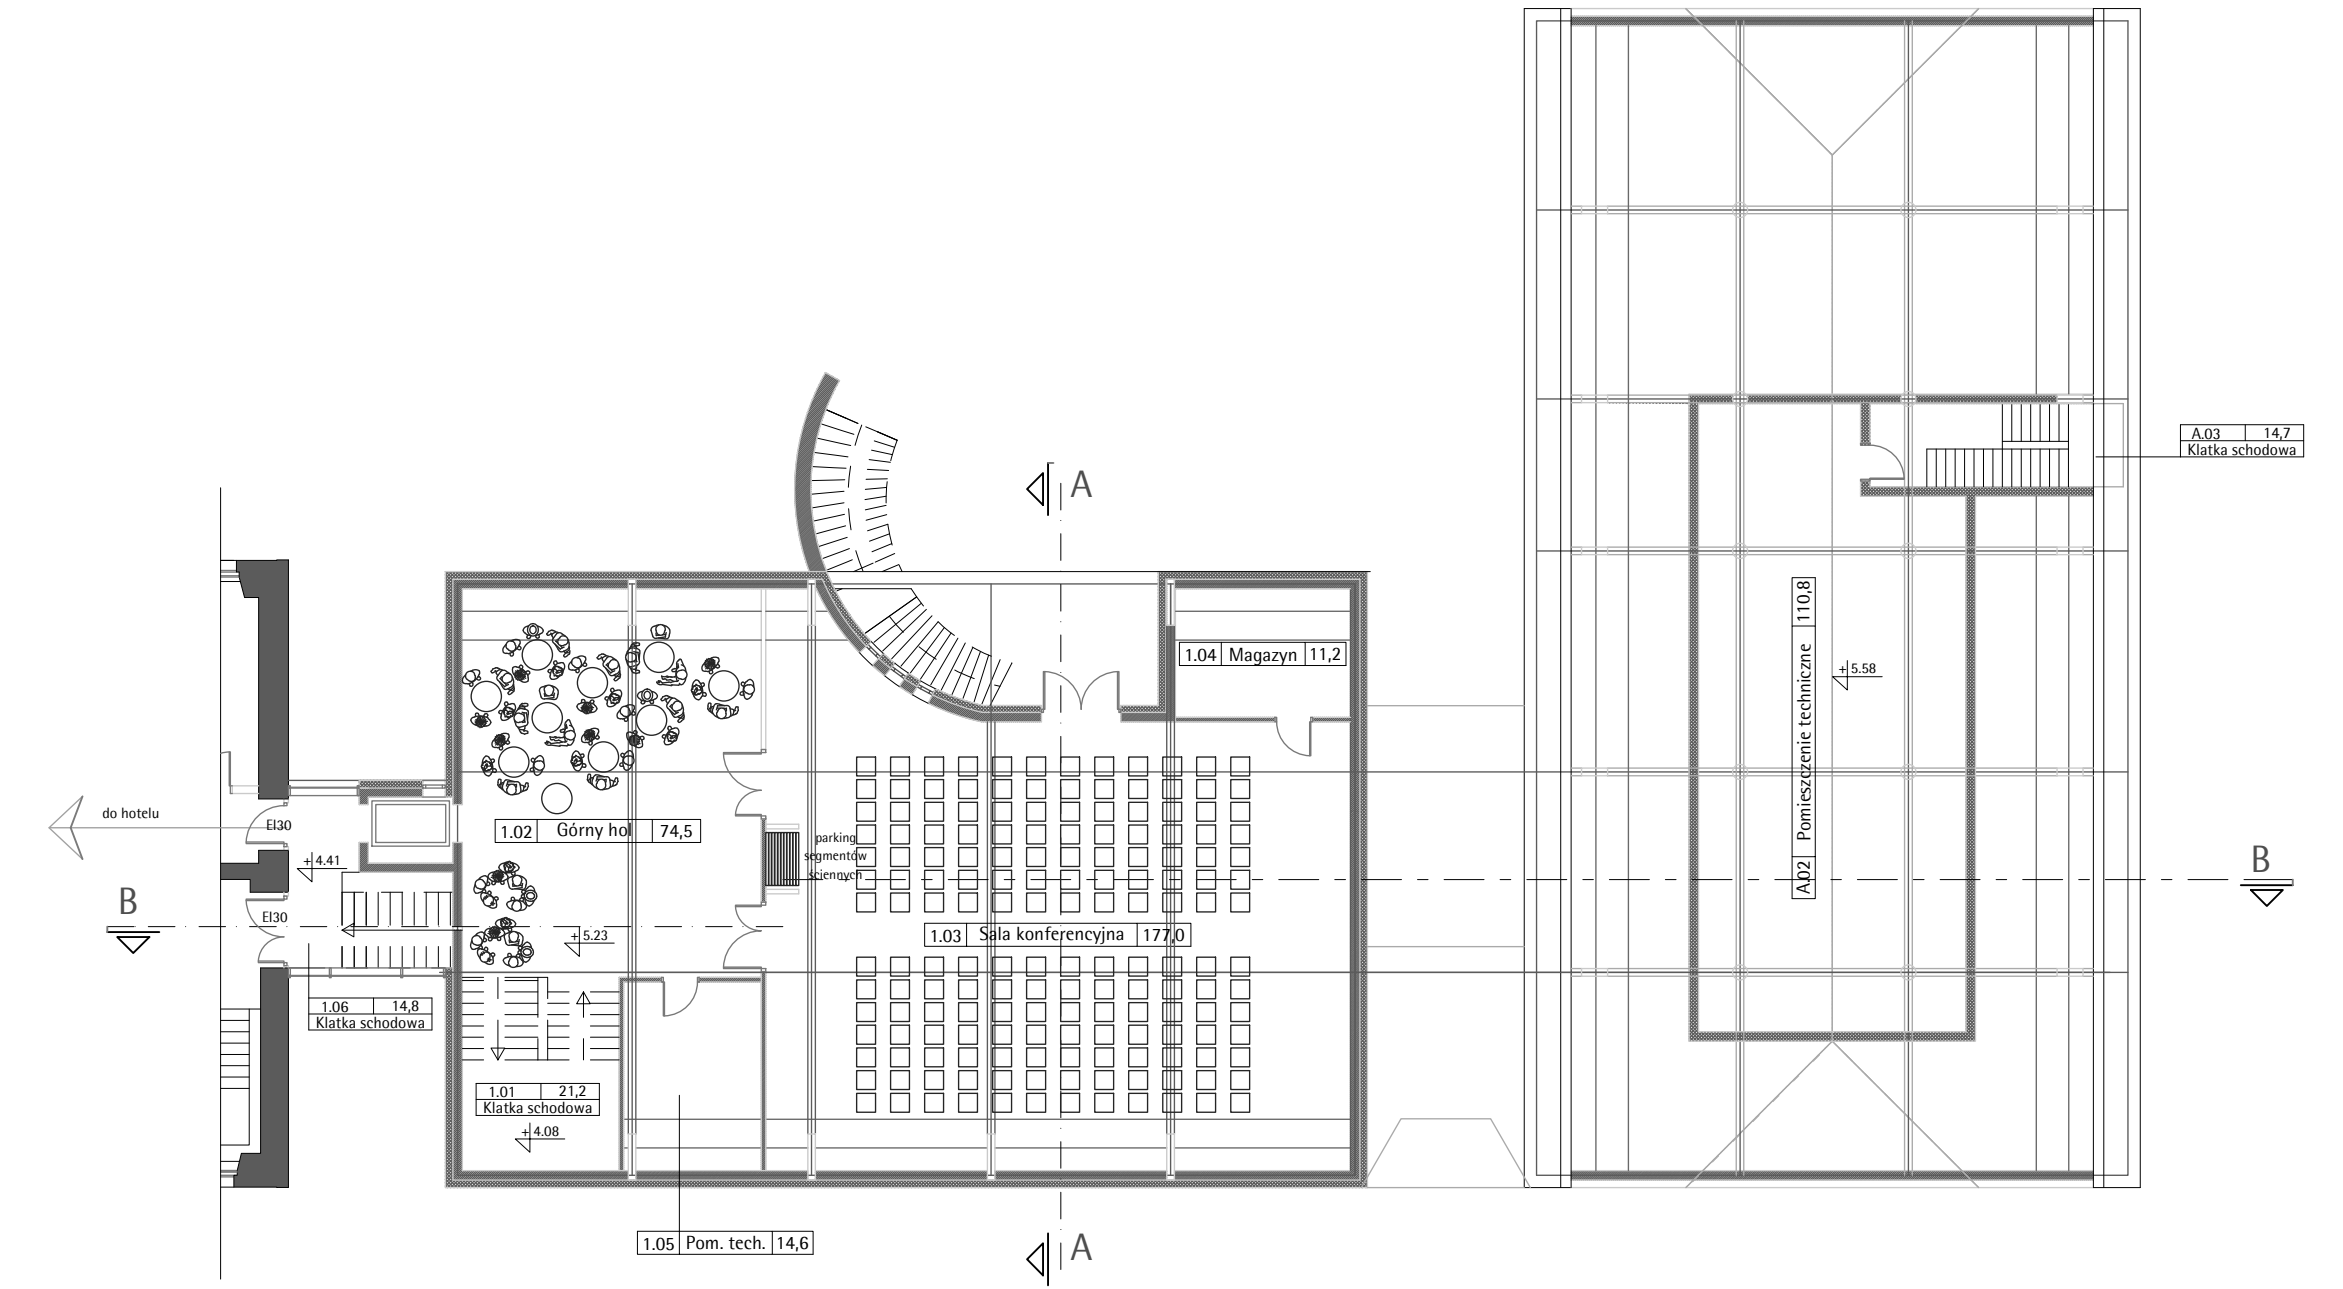 A
A.03 14,7
Klatka schodowa
1.04 Magazyn 11,2
A.02 Pomieszczenie techniczne 110,8
+ 5.58
do hotelu
EI30
1.02 Górny hol 74,5
parking
segmentów
ściennych
+ 4.41
B
B
EI30
+ 5.23
1.03 Sala konferencyjna 177,0
1.06 14,8
Klatka schodowa
1.01 21,2
Klatka schodowa
+ 4.08
1.05 Pom. tech. 14,6
A